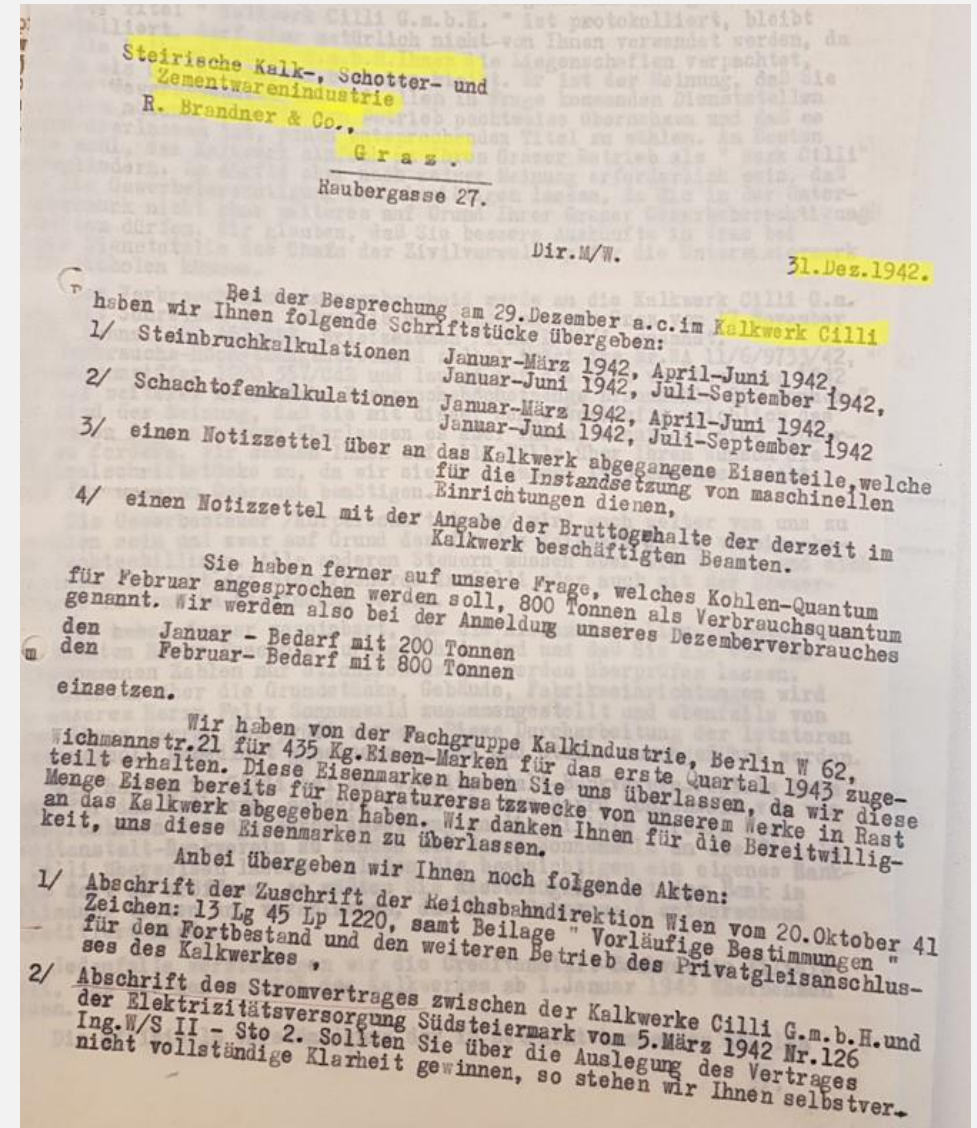 Steirische Kalk-, Schotter- und
Zementwarenindustrie
R. Brandner & Co.,
G r a z .
Raubergasse 27.
Dir.M/W. 31.Dez.1942.
Bei der Besprechung am 29.Dezember a.c.im Kalkwerk Cilli
haben wir Ihnen folgende Schriftstücke übergeben:
1/ Steinbruchkalkulationen Januar-März 1942, April-Juni 1942,
Januar-Juni 1942, Juli-September 1942,
2/ Schachtofenkalkulationen Januar-März 1942, April-Juni 1942,
Januar-Juni 1942, Juli-September 1942
3/ einen Notizzettel über an das Kalkwerk abgegangene Eisenteile,welche
für die Instandsetzung von maschinellen
Einrichtungen dienen,
4/ einen Notizzettel mit der Angabe der Bruttogehalte der derzeit im
Kalkwerk beschäftigten Beamten.
Sie haben ferner auf unsere Frage, welches Kohlen-Quantum
für Februar angesprochen werden soll, 800 Tonnen als Verbrauchsquantum
genannt. Wir werden also bei der Anmeldung unseres Dezemberverbrauches
den Januar - Bedarf mit 200 Tonnen
den Februar- Bedarf mit 800 Tonnen
einsetzen.
Wir haben von der Fachgruppe Kalkindustrie, Berlin W 62,
Wichmannstr.21 für 435 Kg.Eisen-Marken für das erste Quartal 1943 zuge-
teilt erhalten. Diese Eisenmarken haben Sie uns überlassen, da wir diese
Menge Eisen bereits für Reparaturersatzzwecke von unserem Werke in Rast
an das Kalkwerk abgegeben haben. Wir danken Ihnen für die Bereitwillig-
keit, uns diese Eisenmarken zu überlassen.
Anbei übergeben wir Ihnen noch folgende Akten:
1/ Abschrift der Zuschrift der Reichsbahndirektion Wien vom 20.Oktober 41
Zeichen: 13 Lg 45 Lp 1220, samt Beilage " Vorläufige Bestimmungen "
für den Fortbestand und den weiteren Betrieb des Privatgleisanschlus-
ses des Kalkwerkes ,
2/ Abschrift des Stromvertrages zwischen der Kalkwerke Cilli G.m.b.H.und
der Elektrizitätsversorgung Südsteiermark vom 5.März 1942 Nr.126
Ing.W/S II - Sto 2. Sollten Sie über die Auslegung des Vertrages
nicht vollständige Klarheit gewinnen, so stehen wir Ihnen selbstver-